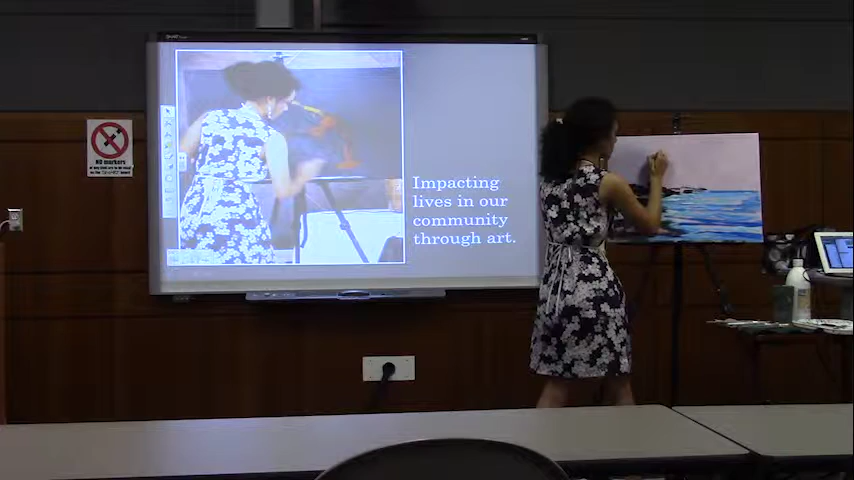 Impacting
lives in our
community
through art.
NO markers